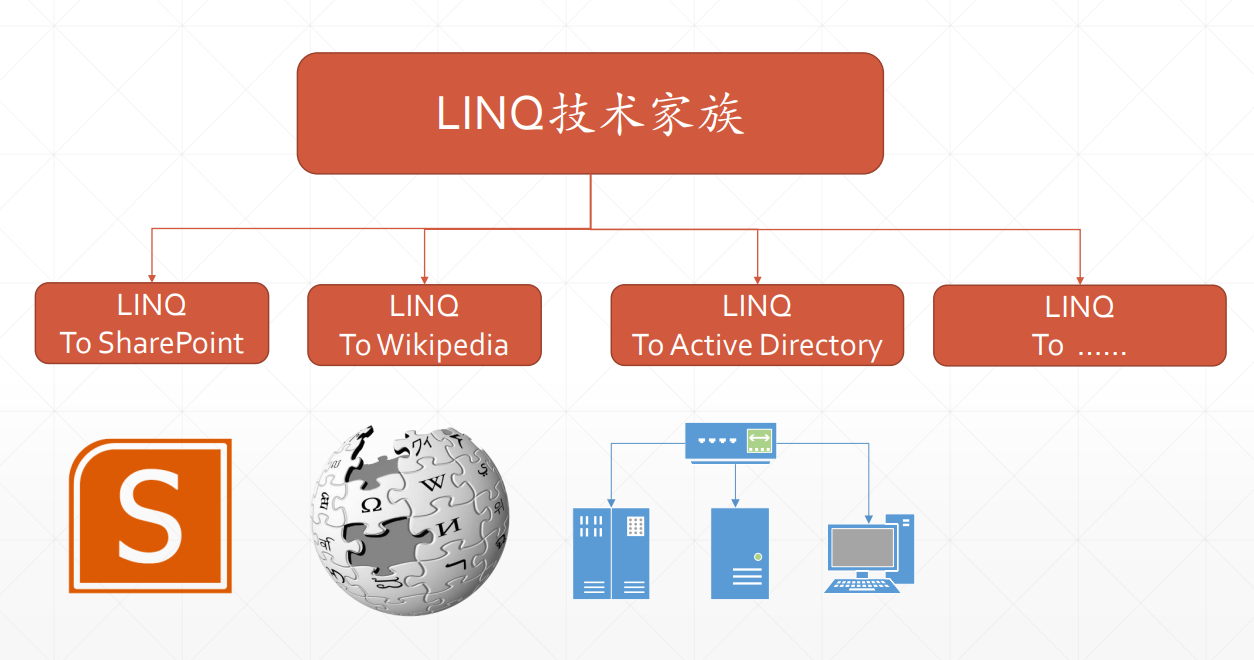 LINQ技术家族
LINQ
To SharePoint
LINQ
To Wikipedia
LINQ
To Active Directory
LINQ
To ......
S
Ω
W
И